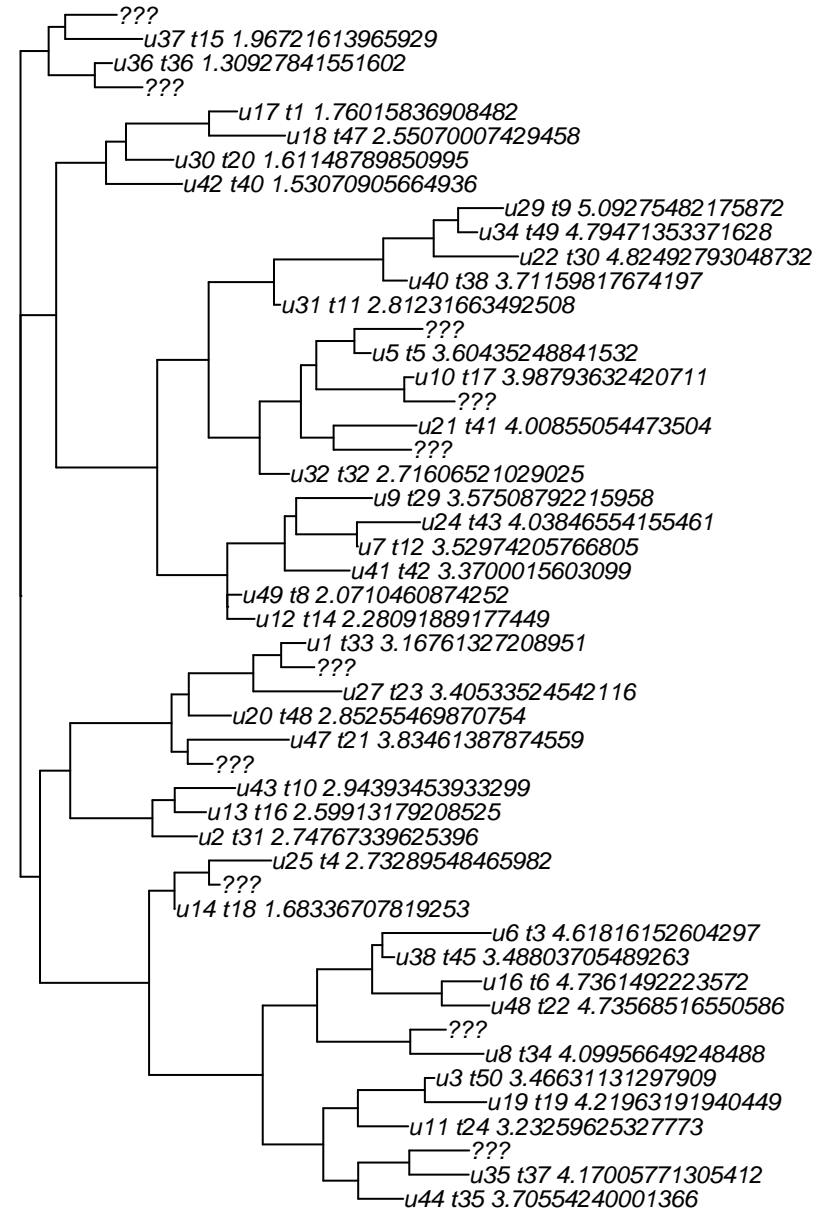 ???
u37 t15 1.96721613965929
u36 t36 1.30927841551602
???
u17 t1 1.76015836908482
u18 t47 2.55070007429458
u30 t20 1.61148789850995
u42 t40 1.53070905664936
u29 t9 5.09275482175872
u34 t49 4.79471353371628
u22 t30 4.82492793048732
u40 t38 3.71159817674197
u31 t11 2.81231663492508
???
u5 t5 3.60435248841532
u10 t17 3.98793632420711
???
u21 t41 4.00855054473504
???
u32 t32 2.71606521029025
u9 t29 3.57508792215958
u24 t43 4.03846554155461
u7 t12 3.52974205766805
u41 t42 3.3700015603099
u49 t8 2.0710460874252
u12 t14 2.28091889177449
u1 t33 3.16761327208951
???
u27 t23 3.40533524542116
u20 t48 2.85255469870754
u47 t21 3.83461387874559
???
u43 t10 2.94393453933299
u13 t16 2.59913179208525
u2 t31 2.74767339625396
u25 t4 2.73289548465982
???
u14 t18 1.68336707819253
u6 t3 4.61816152604297
u38 t45 3.48803705489263
u16 t6 4.7361492223572
u48 t22 4.73568516550586
???
u8 t34 4.09956649248488
u3 t50 3.46631131297909
u19 t19 4.21963191940449
u11 t24 3.23259625327773
???
u35 t37 4.17005771305412
u44 t35 3.70554240001366